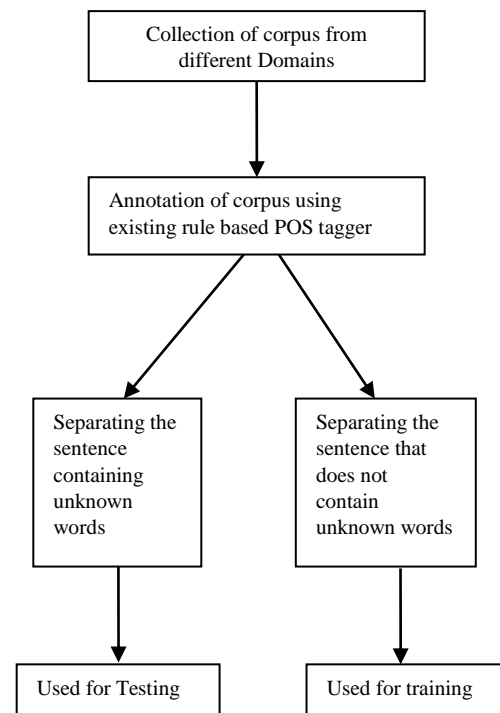 Collection of corpus from
different Domains
Annotation of corpus using
existing rule based POS tagger
Separating the
sentence
containing
unknown
words
Separating the
sentence that
does not
contain
unknown words
Used for Testing
Used for training